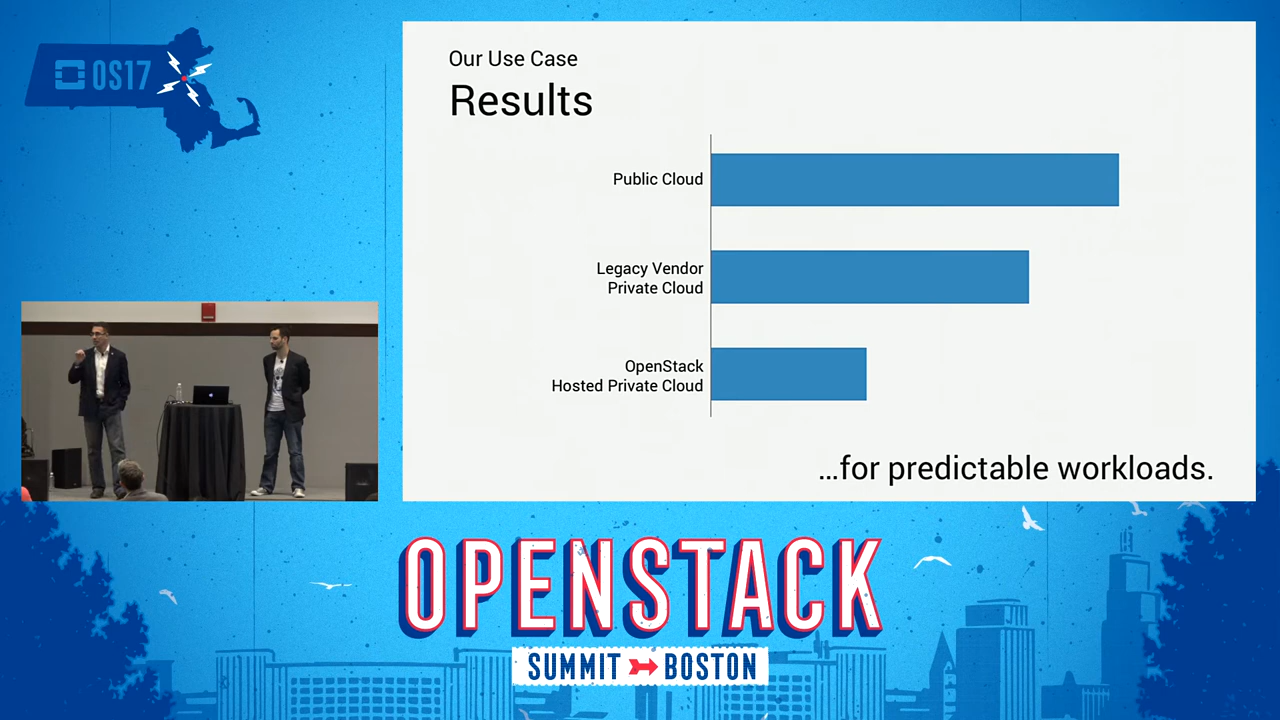 OS17
Our Use Case
Results
Public Cloud
Legacy Vendor
Private Cloud
OpenStack
Hosted Private Cloud
...for predictable workloads.
OPENSTACK
SUMMIT BOSTON